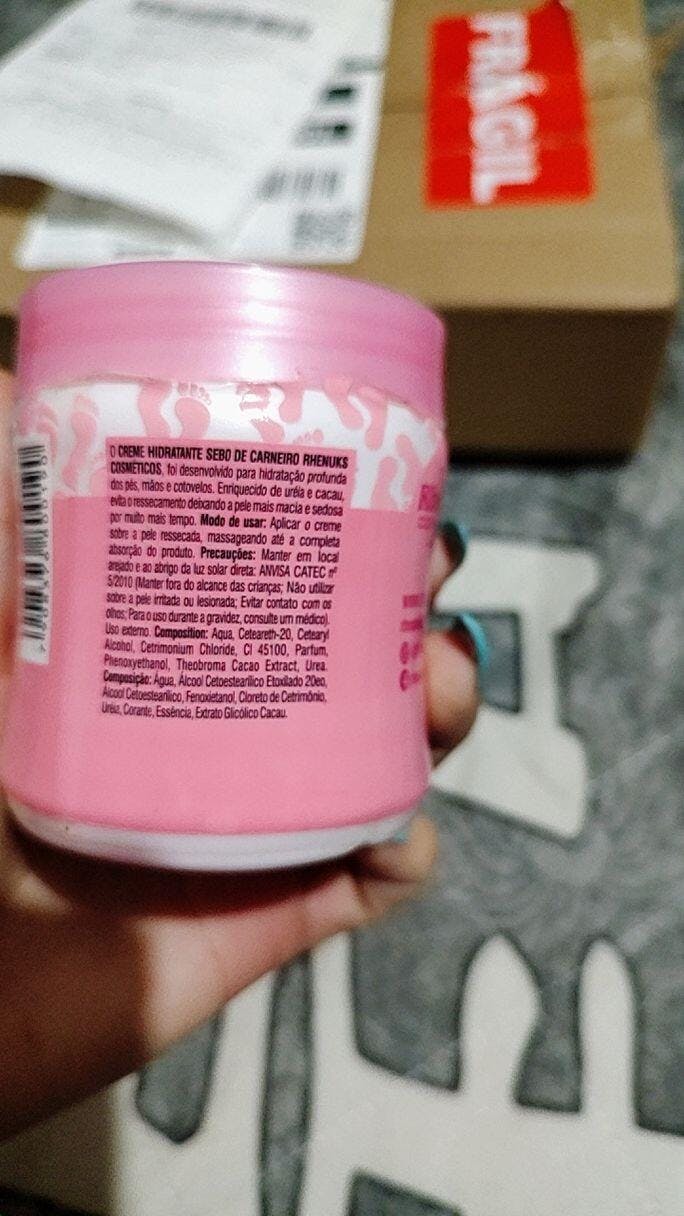 FRÁGIL
O CREME HIDRATANTE SEBO DE CARNEIRO RHENUKS
COSMÉTICOS, foi desenvolvido para hidratação profunda
dos pés, mãos e cotovelos. Enriquecido de uréia e cacau,
evita o ressecamento deixando a pele mais macia e sedosa
por muito mais tempo. Modo de usar: Aplicar o creme
sobre a pele ressecada, massageando até a completa
absorção do produto. Precauções: Manter em local
arejado e ao abrigo da luz solar direta: ANVISA CATEC nº
5/2010 (Manter fora do alcance das crianças; Não utilizar
sobre a pele irritada ou lesionada; Evitar contato com os
olhos; Para o uso durante a gravidez, consulte um médico).
Uso externo. Composition: Aqua, Ceteareth-20, Cetearyl
Alcohol, Cetrimonium Chloride, CI 45100, Parfum,
Phenoxyethanol, Theobroma Cacao Extract, Urea.
Composição: Água, Álcool Cetoestearílico Etoxilado 20eo,
Álcool Cetoestearílico, Fenoxietanol, Cloreto de Cetrimônio,
Uréia, Corante, Essência, Extrato Glicólico Cacau.